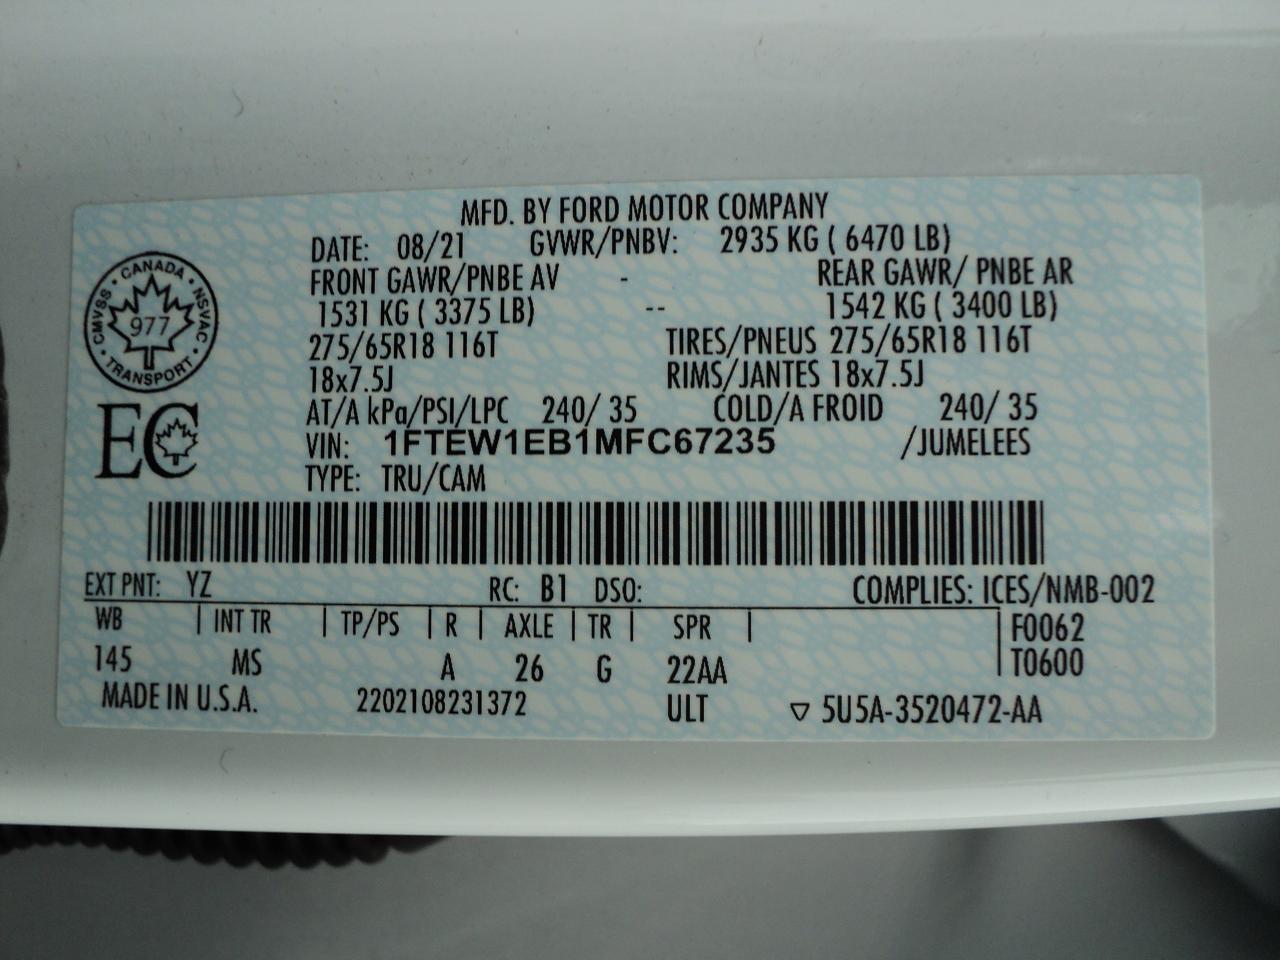 MFD. BY FORD MOTOR COMPANY
DATE: 08/21 GVWR/PNBV: 2935 KG ( 6470 LB)
FRONT GAWR/PNBE AV - REAR GAWR/ PNBE AR
1531 KG ( 3375 LB) -- 1542 KG ( 3400 LB)
275/65R18 116T TIRES/PNEUS 275/65R18 116T
18x7.5J RIMS/JANTES 18x7.5J
AT/A kPa/PSI/LPC 240/ 35 COLD/A FROID 240/ 35
VIN: 1FTEW1EB1MFC67235 /JUMELEES
TYPE: TRU/CAM
CANADA · NSVAC · TRANSPORT · CMVSS ·
977
EC
EXT PNT: YZ RC: B1 DSO: COMPLIES: ICES/NMB-002
WB | INT TR | TP/PS | R | AXLE | TR | SPR | F0062
145 MS A 26 G 22AA T0600
MADE IN U.S.A. 2202108231372 ULT ▽ 5U5A-3520472-AA